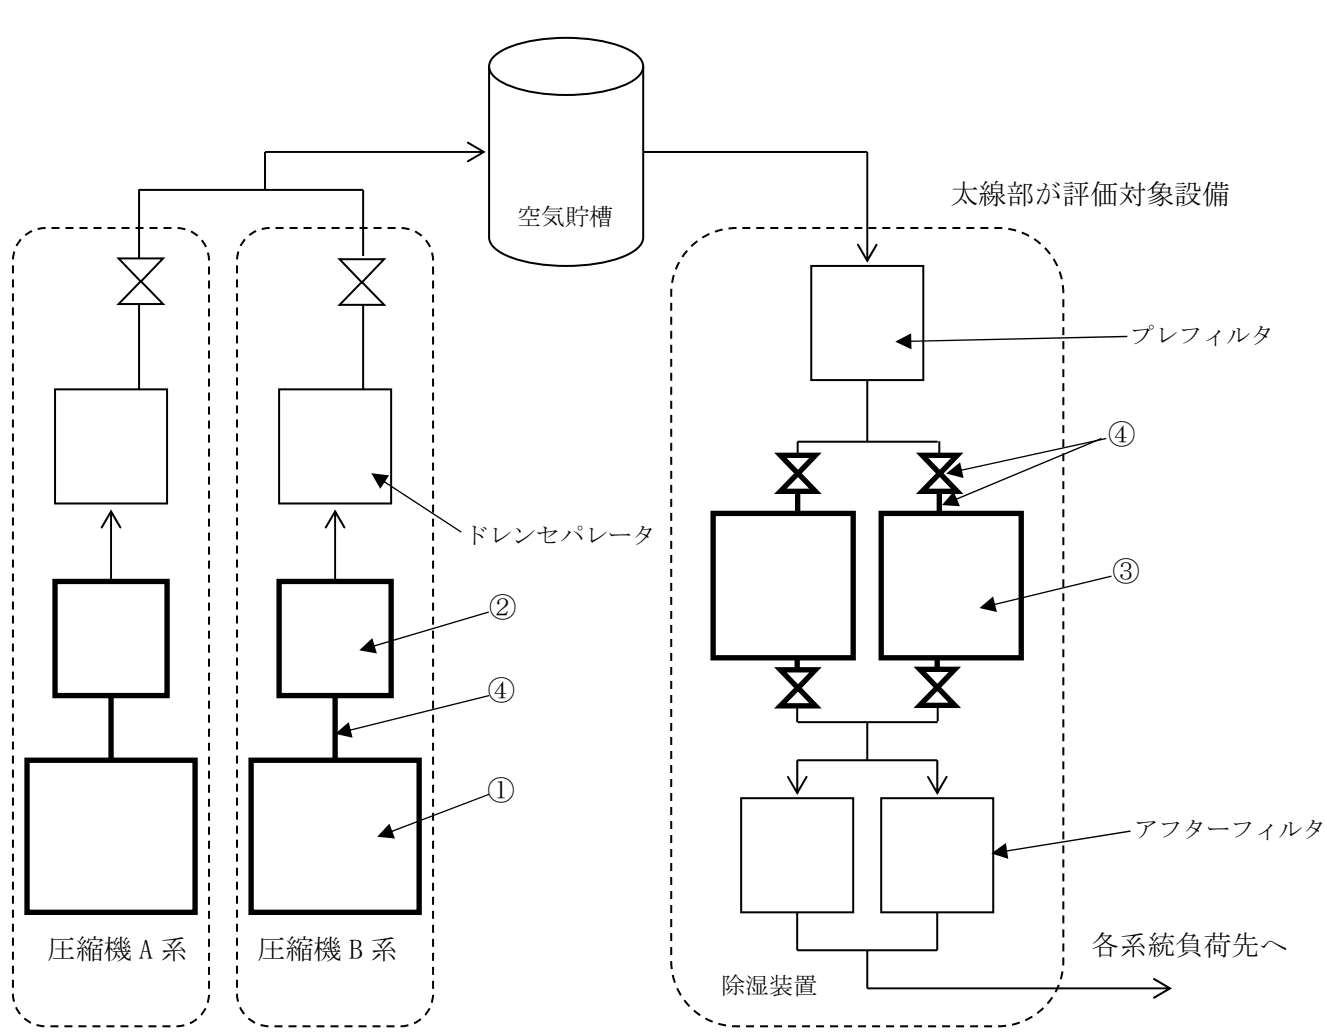 空気貯槽
太線部が評価対象設備
プレフィルタ
④
ドレンセパレータ
③
②
④
①
アフターフィルタ
圧縮機 A 系
圧縮機 B 系
各系統負荷先へ
除湿装置